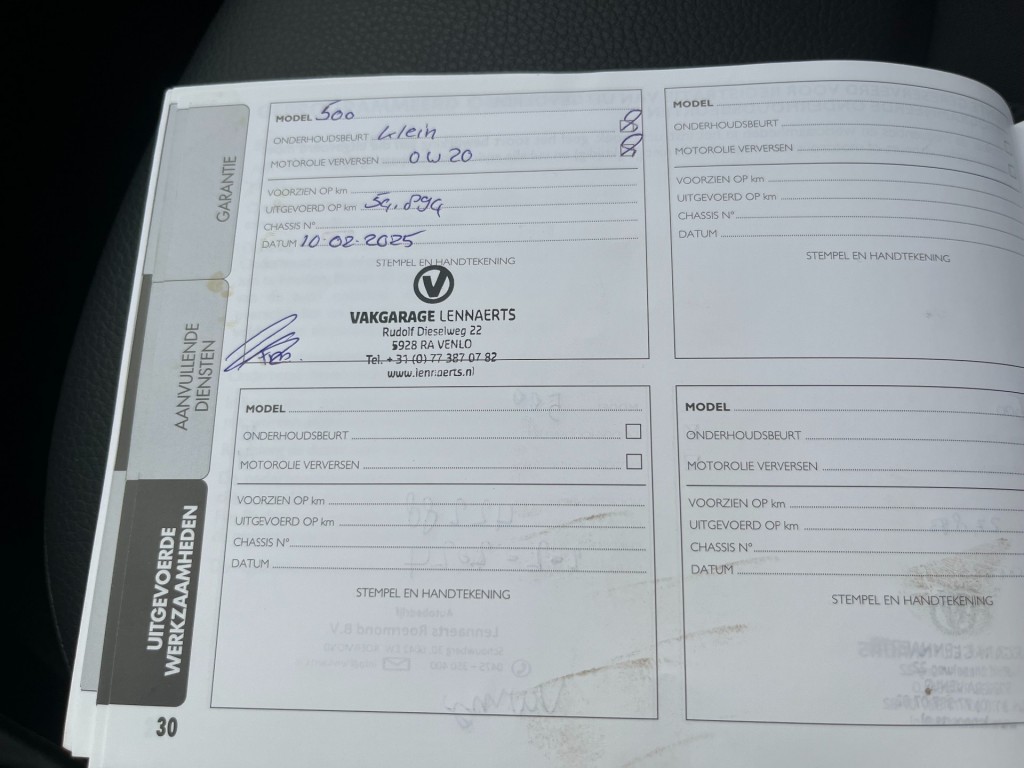 MODEL 500
ONDERHOUDSBEURT Klein
MOTOROLIE VERVERSEN 0W20
VOORZIEN OP km
UITGEVOERD OP km 59.894
CHASSIS N°
DATUM 10-02-2025
STEMPEL EN HANDTEKENING
VAKGARAGE LENNAERTS
Rudolf Dieselweg 22
5928 RA VENLO
Tel. +31 (0) 77 387 07 82
www.lennaerts.nl
MODEL
ONDERHOUDSBEURT
MOTOROLIE VERVERSEN
VOORZIEN OP km
UITGEVOERD OP km
CHASSIS N°
DATUM
STEMPEL EN HANDTEKENING
MODEL
ONDERHOUDSBEURT
MOTOROLIE VERVERSEN
VOORZIEN OP km
UITGEVOERD OP km
CHASSIS N°
DATUM
STEMPEL EN HANDTEKENING
MODEL
ONDERHOUDSBEURT
MOTOROLIE VERVERSEN
VOORZIEN OP km
UITGEVOERD OP km
CHASSIS N°
DATUM
STEMPEL EN HANDTEKENING
GARANTIE
AANVULLENDE
DIENSTEN
UITGEVOERDE
WERKZAAMHEDEN
30